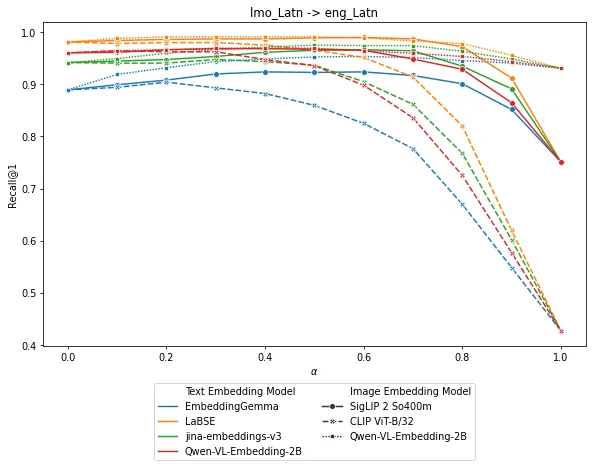 lmo_Latn -> eng_Latn
1.0
0.9
0.8
0.7
0.6
0.5
0.4
Recall@1
0.0 0.2 0.4 0.6 0.8 1.0
α
Text Embedding Model Image Embedding Model
EmbeddingGemma SigLIP 2 So400m
LaBSE CLIP ViT-B/32
jina-embeddings-v3 Qwen-VL-Embedding-2B
Qwen-VL-Embedding-2B